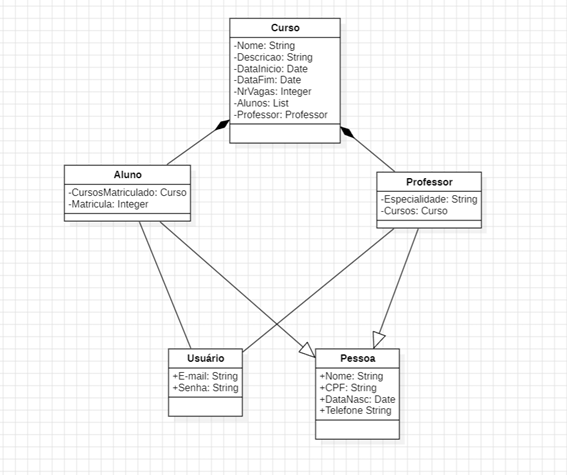 Curso
-Nome: String
-Descricao: String
-DataInicio: Date
-DataFim: Date
-NrVagas: Integer
-Alunos: List
-Professor: Professor
Aluno
-CursosMatriculado: Curso
-Matricula: Integer
Professor
-Especialidade: String
-Cursos: Curso
Usuário
+E-mail: String
+Senha: String
Pessoa
+Nome: String
+CPF: String
+DataNasc: Date
+Telefone String